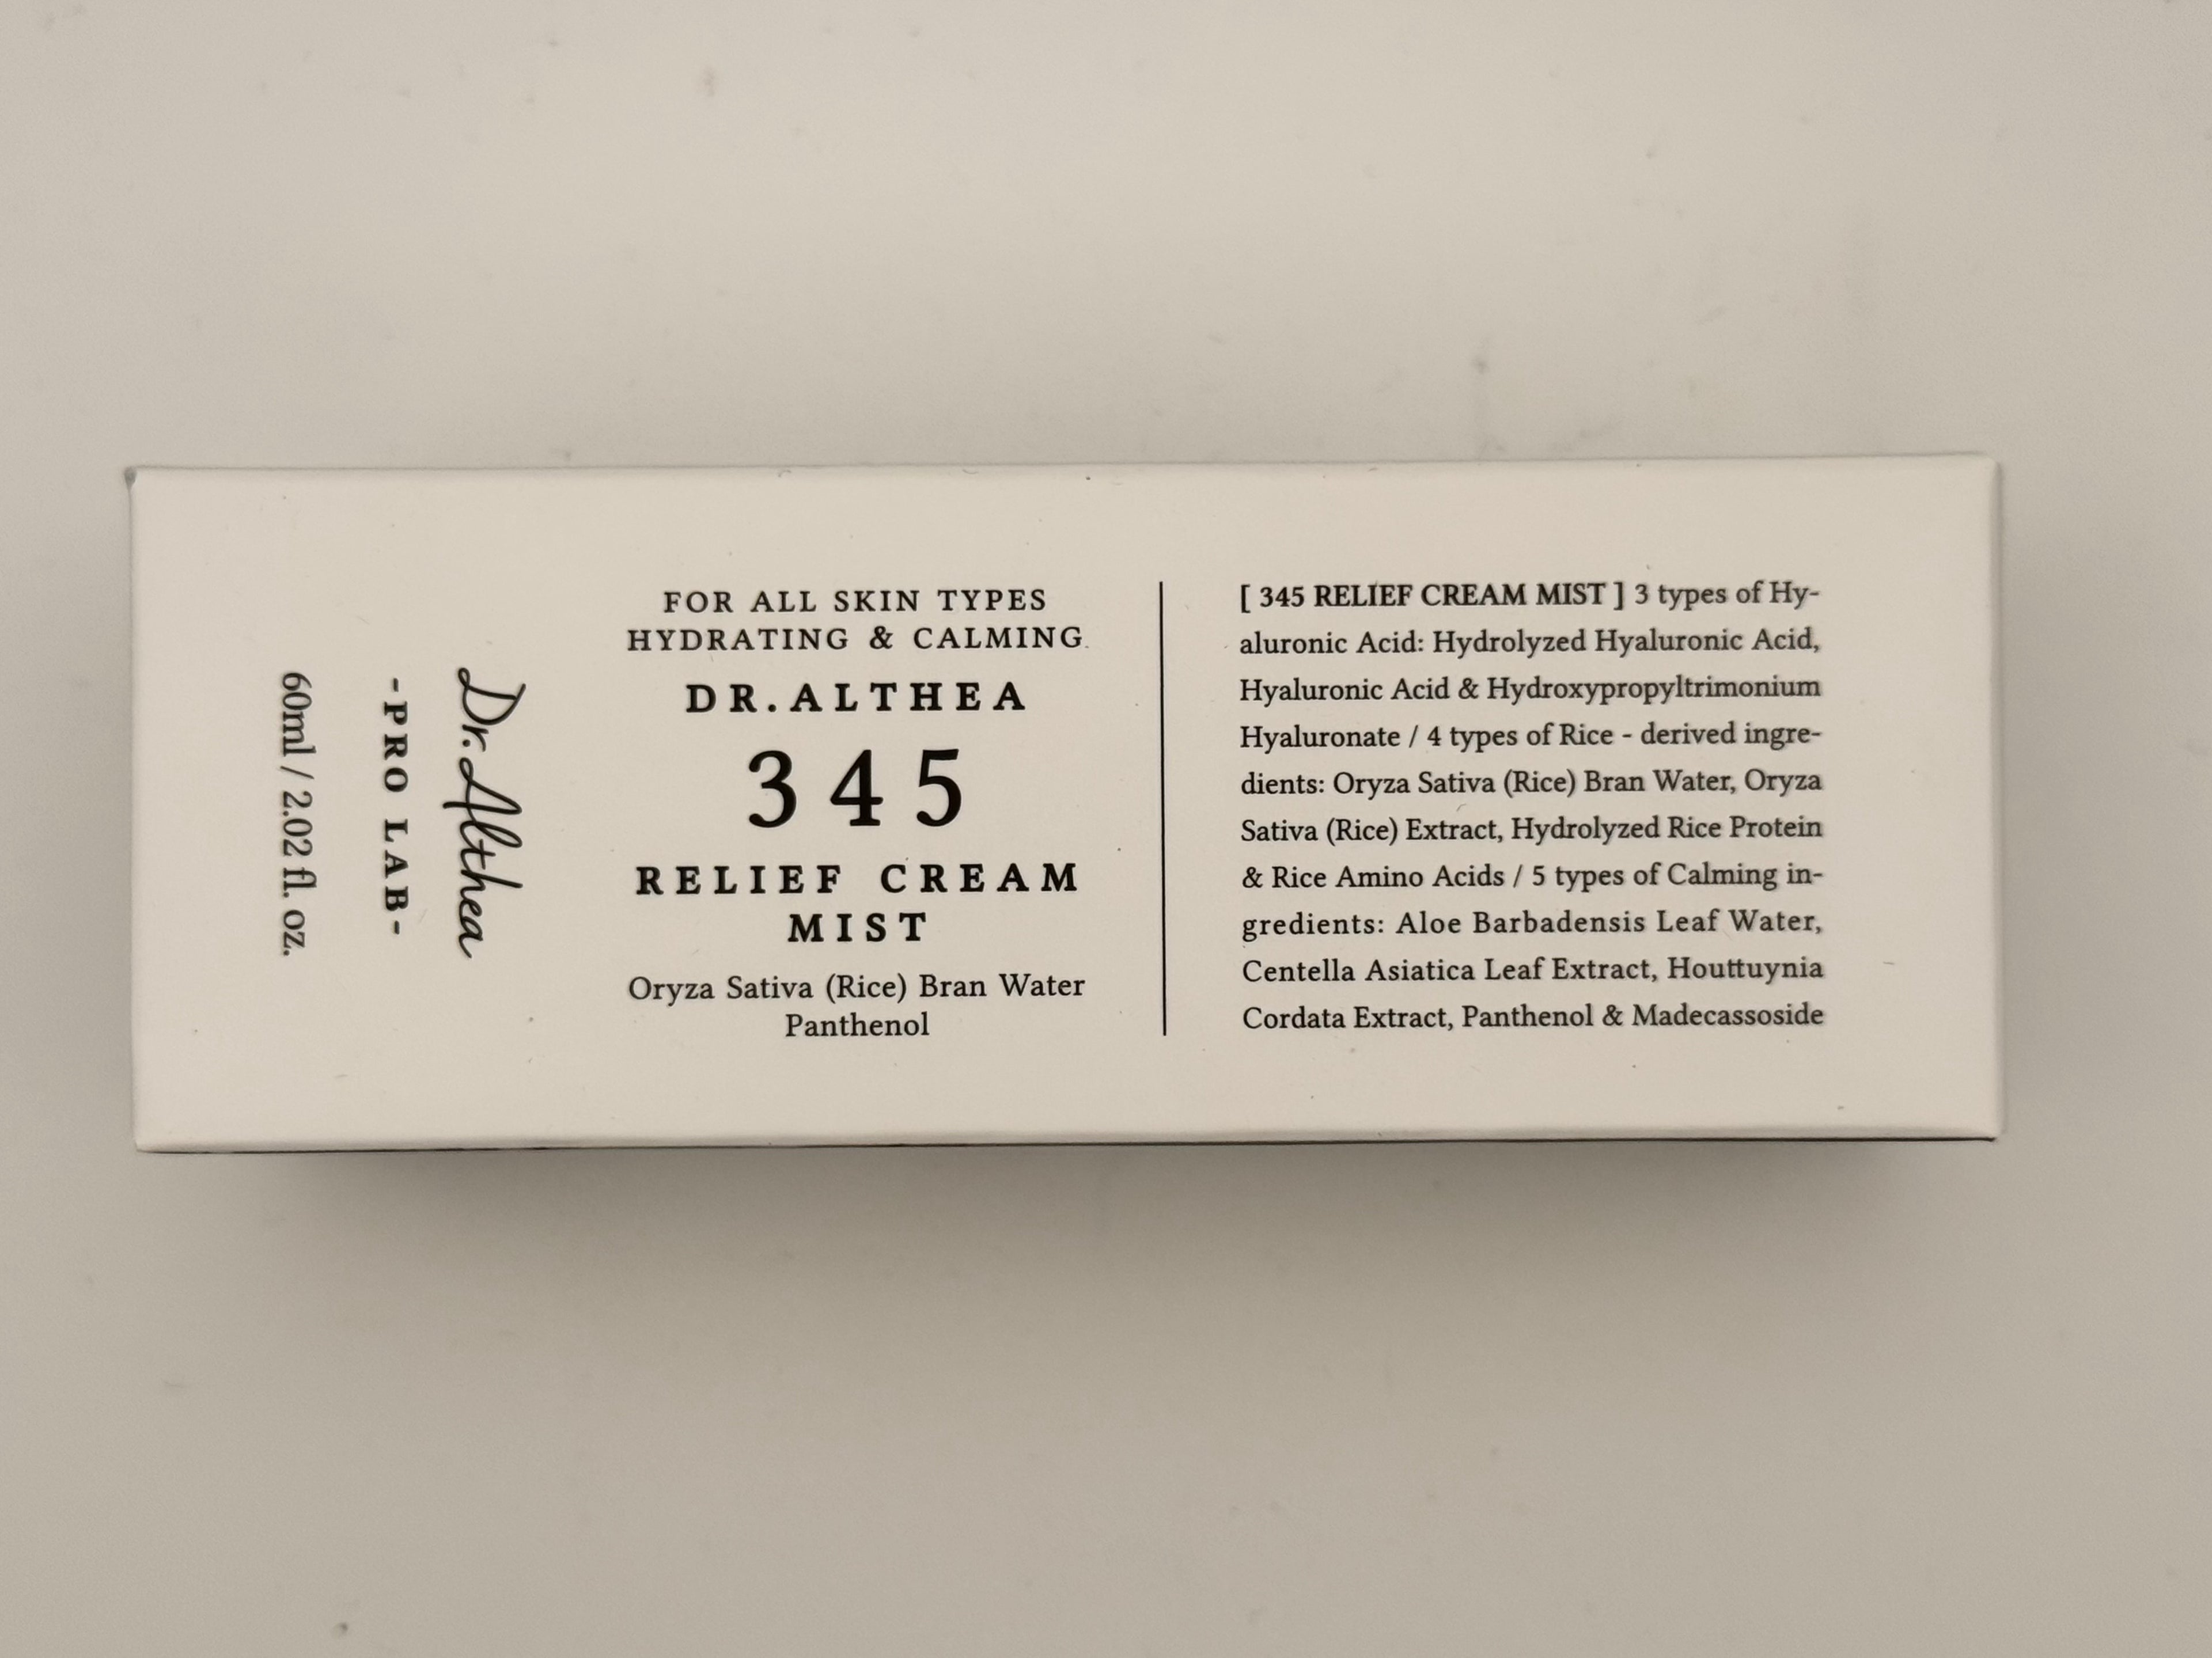 60ml / 2.02 fl. oz.
-PRO LAB-
Dr.Althea
FOR ALL SKIN TYPES
HYDRATING & CALMING
DR.ALTHEA
345
RELIEF CREAM
MIST
Oryza Sativa (Rice) Bran Water
Panthenol
[ 345 RELIEF CREAM MIST ] 3 types of Hy-
aluronic Acid: Hydrolyzed Hyaluronic Acid,
Hyaluronic Acid & Hydroxypropyltrimonium
Hyaluronate / 4 types of Rice - derived ingre-
dients: Oryza Sativa (Rice) Bran Water, Oryza
Sativa (Rice) Extract, Hydrolyzed Rice Protein
& Rice Amino Acids / 5 types of Calming in-
gredients: Aloe Barbadensis Leaf Water,
Centella Asiatica Leaf Extract, Houttuynia
Cordata Extract, Panthenol & Madecassoside